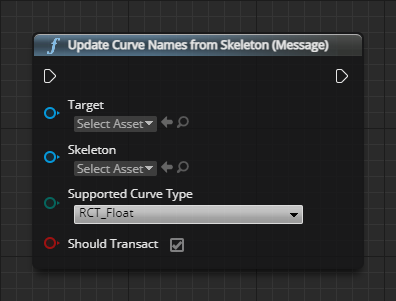 Update Curve Names from Skeleton (Message)
Target
Select Asset
Skeleton
Select Asset
Supported Curve Type
RCT_Float
Should Transact